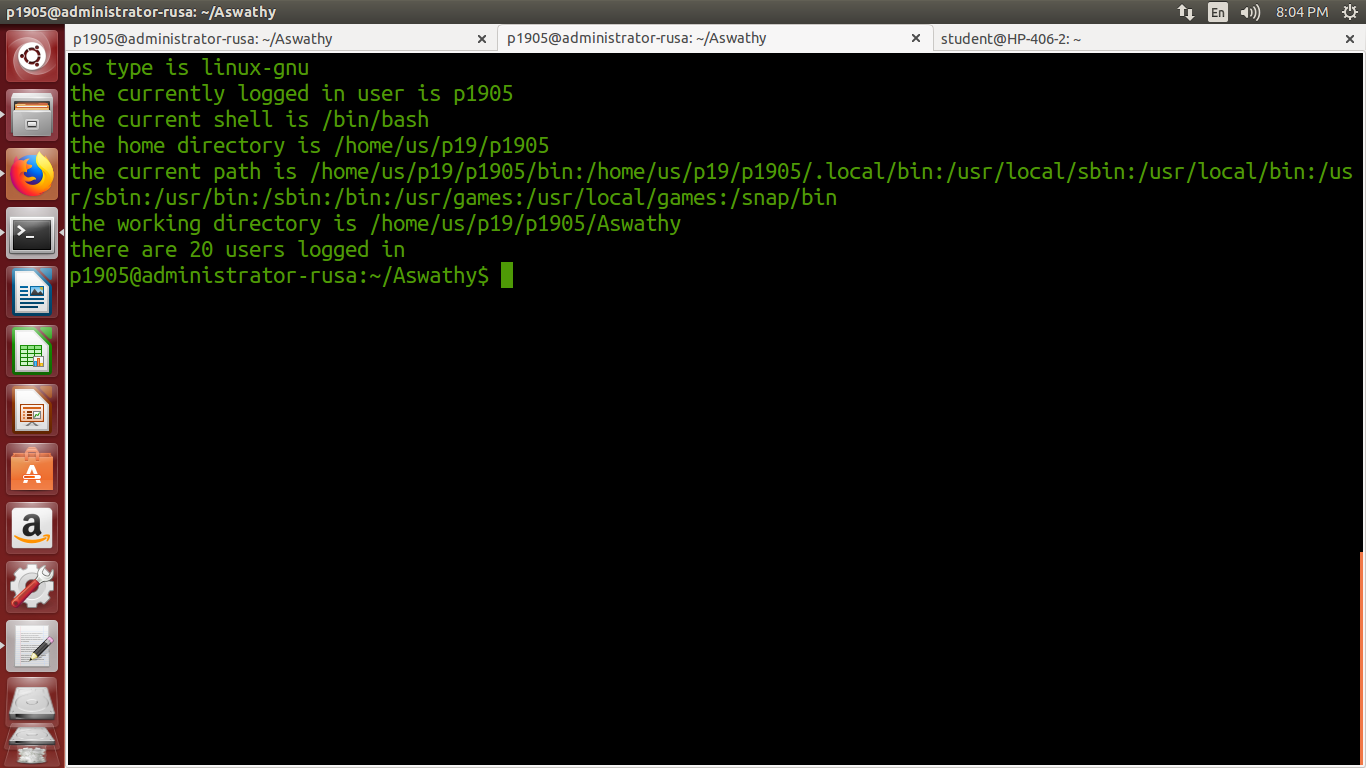 p1905@administrator-rusa: ~/Aswathy
En
8:04 PM
p1905@administrator-rusa: ~/Aswathy
p1905@administrator-rusa: ~/Aswathy
student@HP-406-2: ~
os type is linux-gnu
the currently logged in user is p1905
the current shell is /bin/bash
the home directory is /home/us/p19/p1905
the current path is /home/us/p19/p1905/bin:/home/us/p19/p1905/.local/bin:/usr/local/sbin:/usr/local/bin:/us
r/sbin:/usr/bin:/sbin:/bin:/usr/games:/usr/local/games:/snap/bin
the working directory is /home/us/p19/p1905/Aswathy
there are 20 users logged in
p1905@administrator-rusa:~/Aswathy$